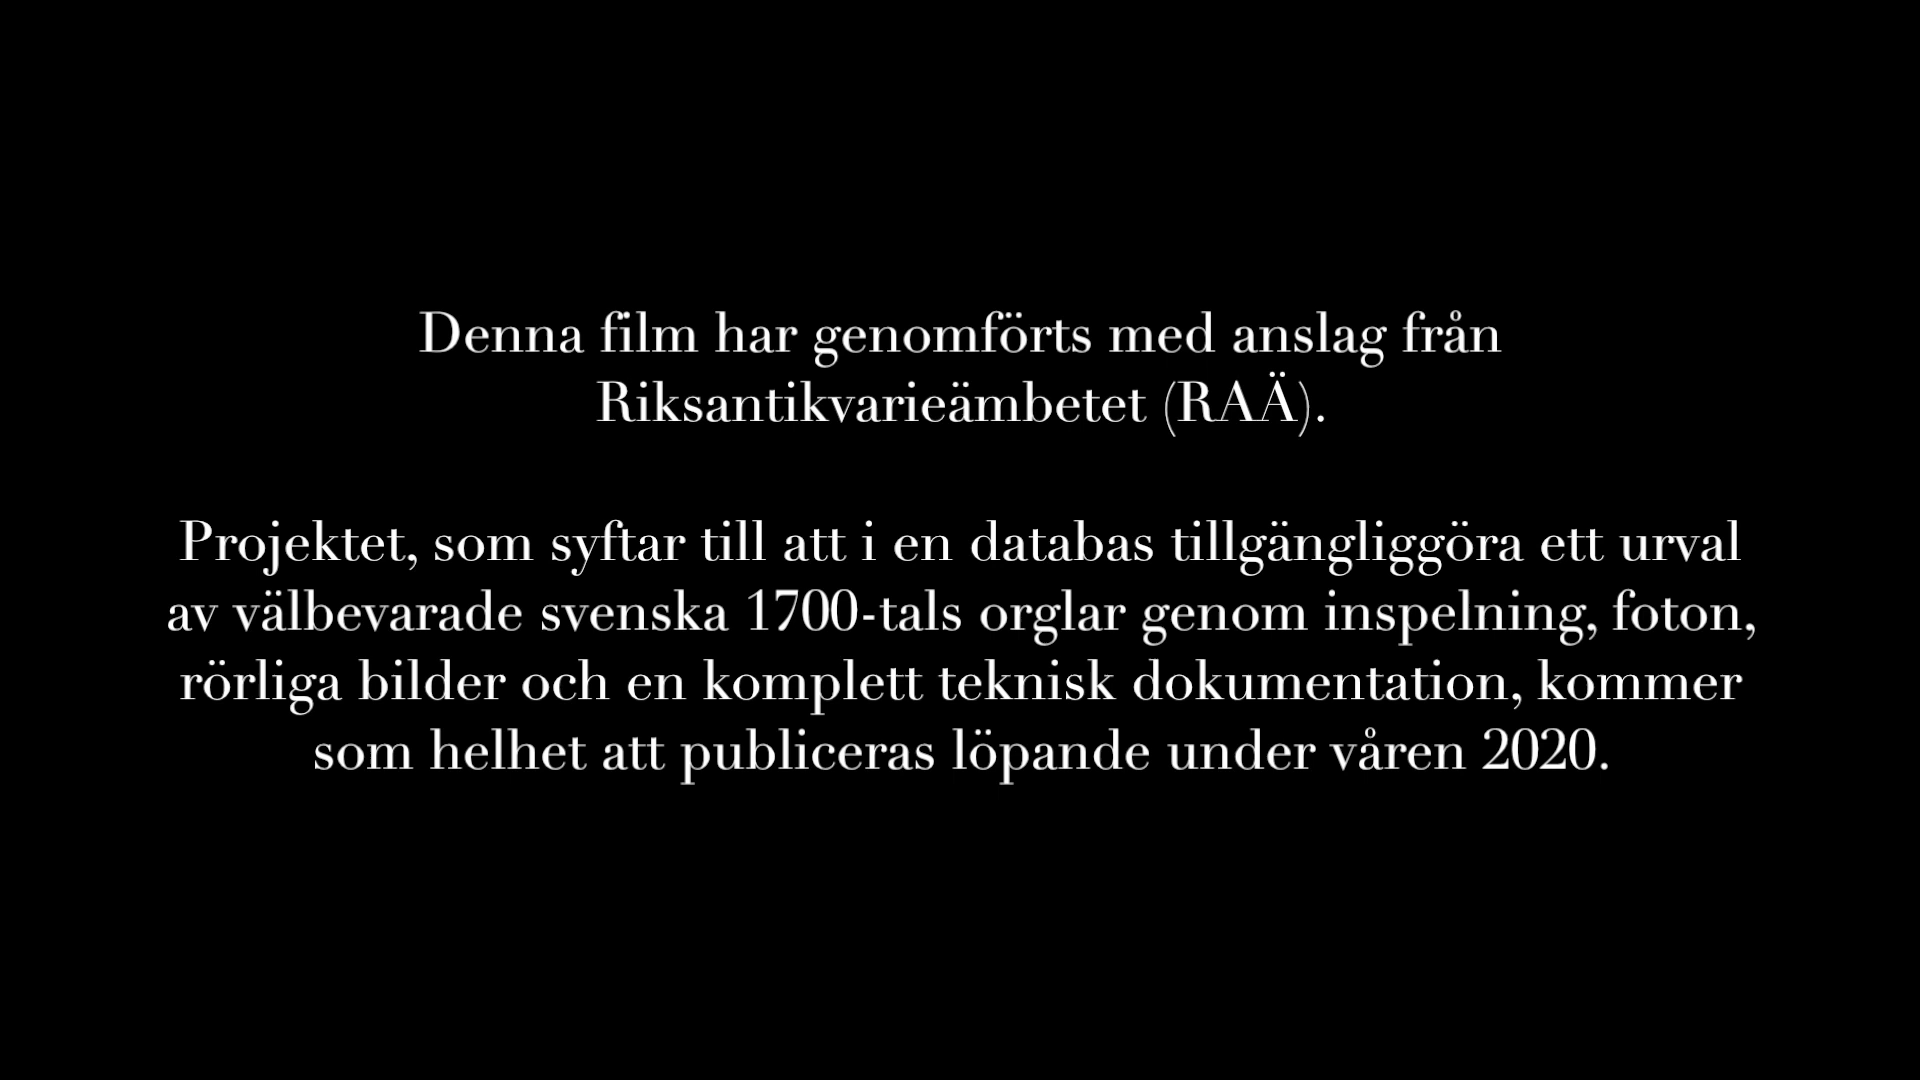 Denna film har genomförts med anslag från
Riksantikvarieämbetet (RAÄ).
Projektet, som syftar till att i en databas tillgängliggöra ett urval
av välbevarade svenska 1700-tals orglar genom inspelning, foton,
rörliga bilder och en komplett teknisk dokumentation, kommer
som helhet att publiceras löpande under våren 2020.